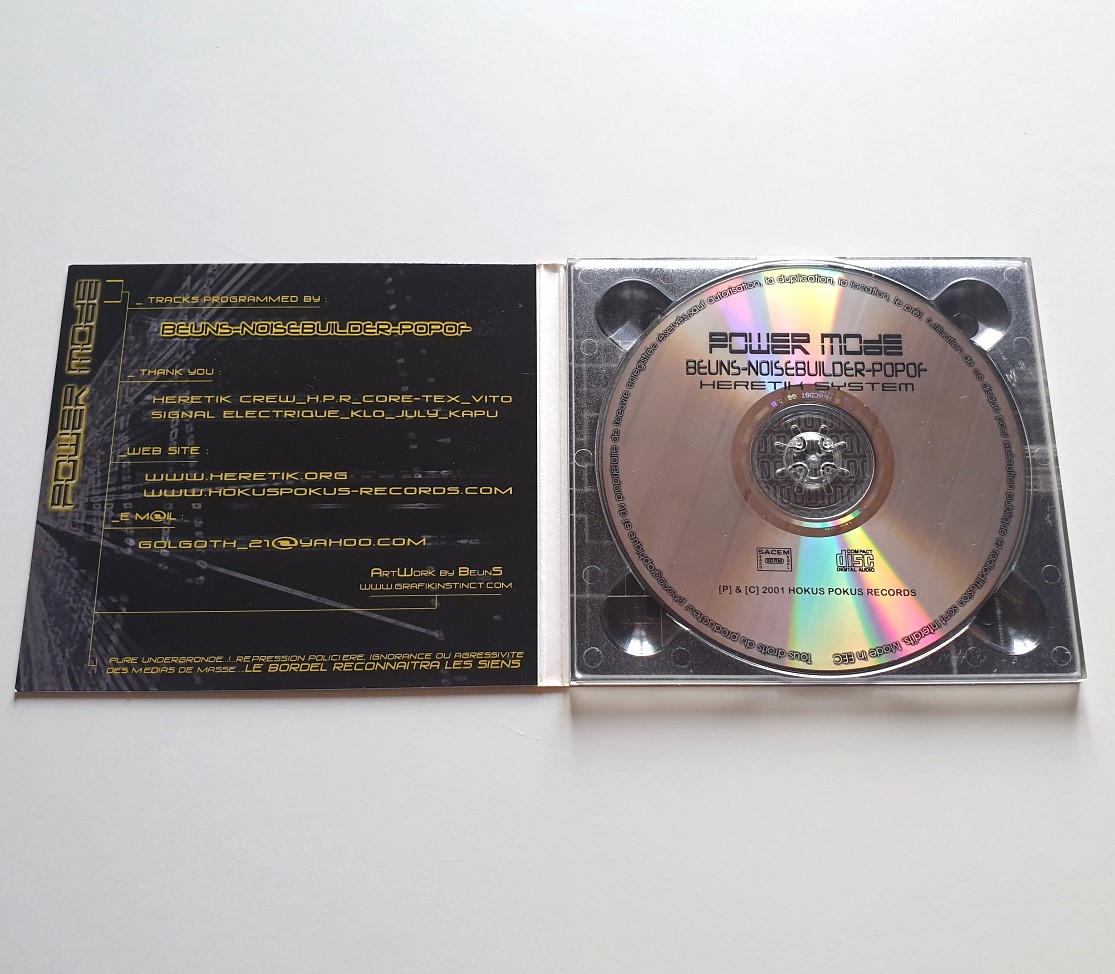 POWER MODE
_ TRACKS PROGRAMMED BY :
BEUNS-NOISEBUILDER-POPOF
_ THANK YOU :
HERETIK CREW_H.P.R_CORE-TEX_VITO
SIGNAL ELECTRIQUE_KLO_JULY_KAPU
_WEB SITE :
WWW.HERETIK.ORG
WWW.HOKUSPOKUS-RECORDS.COM
_E M@IL :
GOLGOTH_21@YAHOO.COM
ArtWork by BeunS
WWW.GRAFIKINSTINCT.COM
PURE UNDERGRONDE...!..REPRESSION POLICIERE, IGNORANCE OU AGRESSIVITE
DES MEDIAS DE MASSE...LE BORDEL RECONNAITRA LES SIENS
POWER MODE
BEUNS-NOISEBUILDER-POPOF
HERETIK SYSTEM
SACEM
SDRM
COMPACT
disc
DIGITAL AUDIO
[P] & [C] 2001 HOKUS POKUS RECORDS
Tous droits du producteur phonographique et du propriétaire de l'oeuvre enregistrée réservés sauf autorisation, la duplication, la location, le prêt, l'utilisation de ce disque pour exécution publique et radiodiffusion sont interdits. Made in EEC